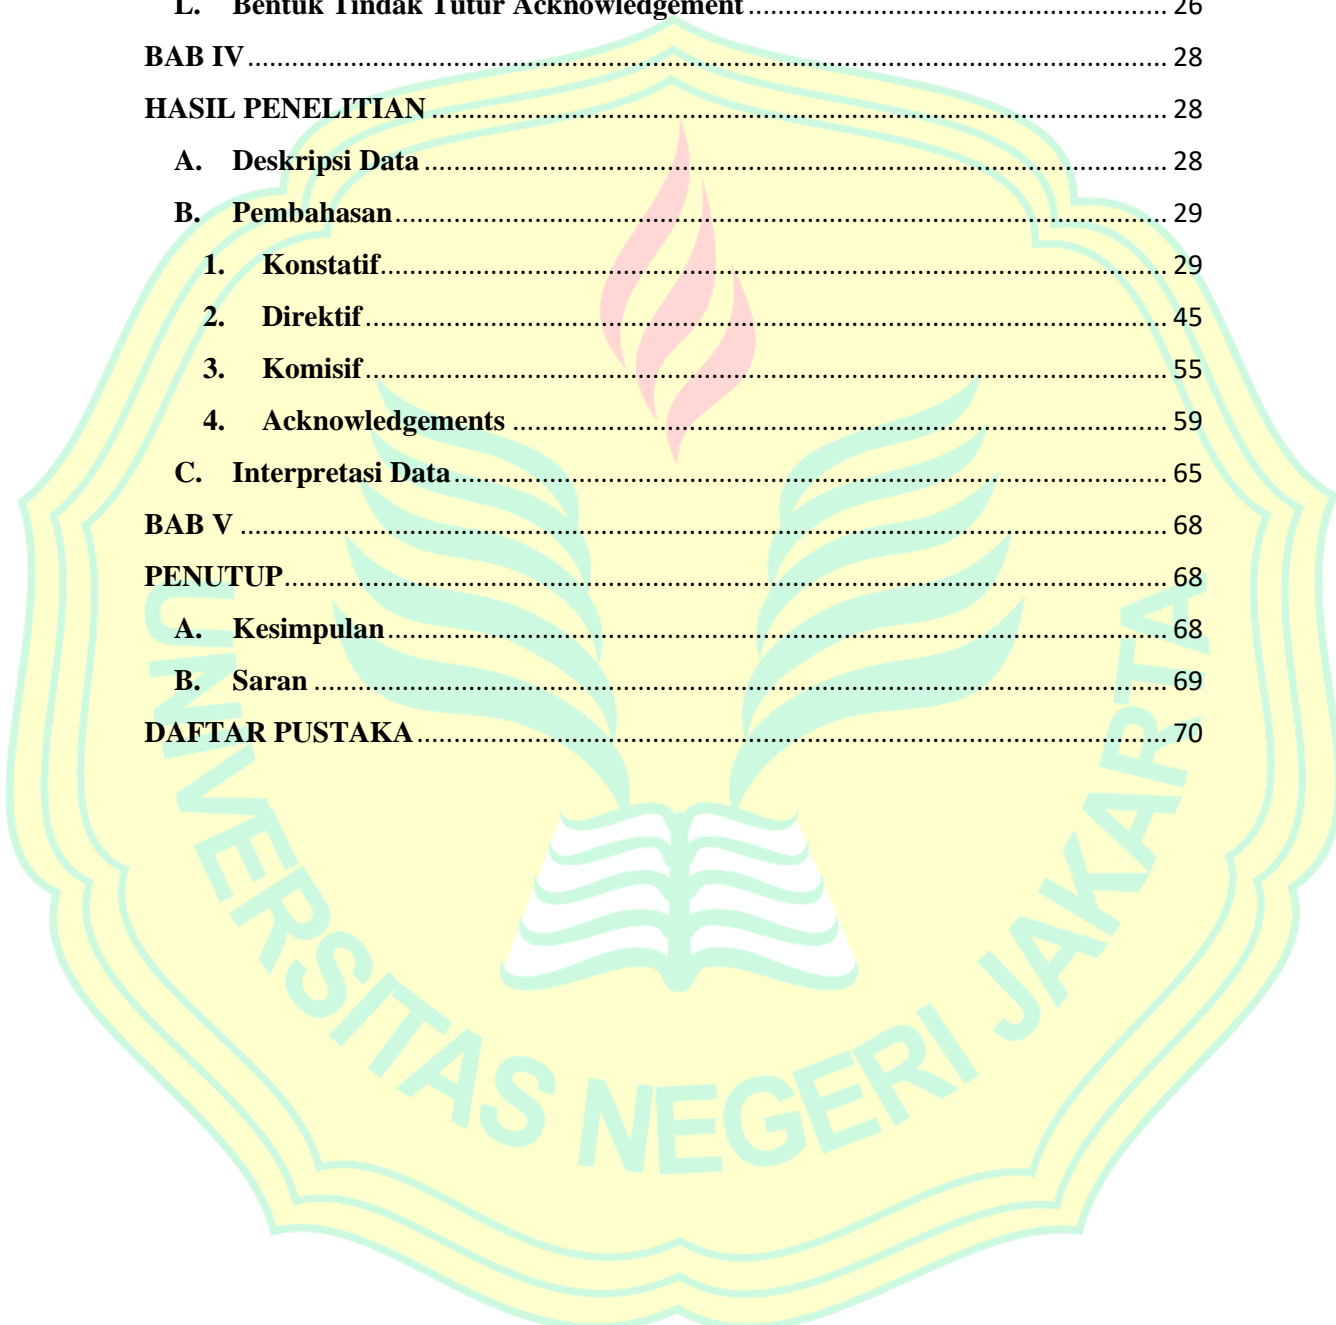 L. Bentuk Tindak Tutur Acknowledgement ........ 26
BAB IV ........ 28
HASIL PENELITIAN ........ 28
A. Deskripsi Data ........ 28
B. Pembahasan ........ 29
1. Konstatif ........ 29
2. Direktif ........ 45
3. Komisif ........ 55
4. Acknowledgements ........ 59
C. Interpretasi Data ........ 65
BAB V ........ 68
PENUTUP ........ 68
A. Kesimpulan ........ 68
B. Saran ........ 69
DAFTAR PUSTAKA ........ 70
UNIVERSITAS NEGERI JAKARTA